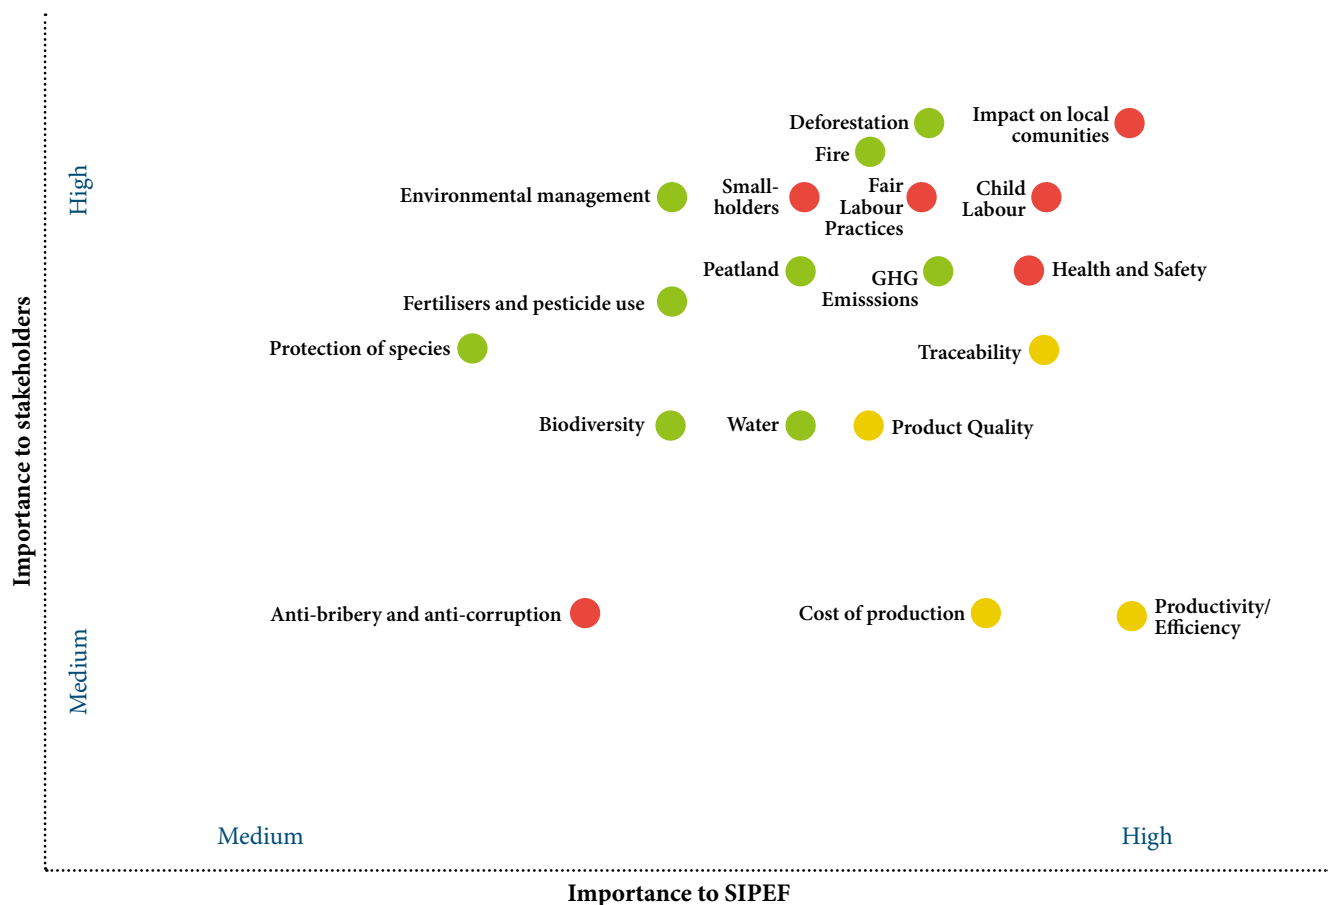 Deforestation
Impact on local
comunities
Fire
High
Environmental management
Small-
holders
Fair
Labour
Practices
Child
Labour
Peatland
GHG
Emisssions
Health and Safety
Fertilisers and pesticide use
Protection of species
Traceability
Importance to stakeholders
Biodiversity
Water
Product Quality
Anti-bribery and anti-corruption
Cost of production
Productivity/
Efficiency
Medium
Medium
High
Importance to SIPEF